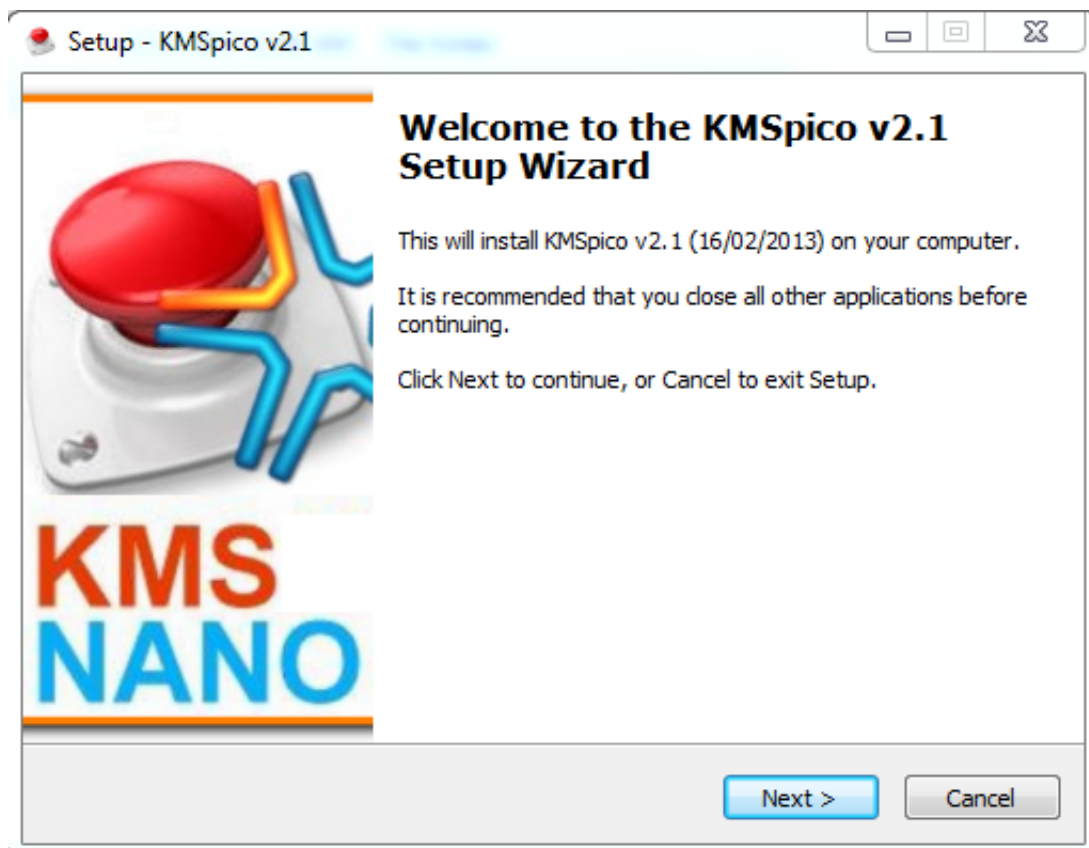 Setup - KMSpico v2.1
Welcome to the KMSpico v2.1
Setup Wizard
This will install KMSpico v2.1 (16/02/2013) on your computer.
It is recommended that you close all other applications before
continuing.
Click Next to continue, or Cancel to exit Setup.
KMS
NANO
Next >
Cancel